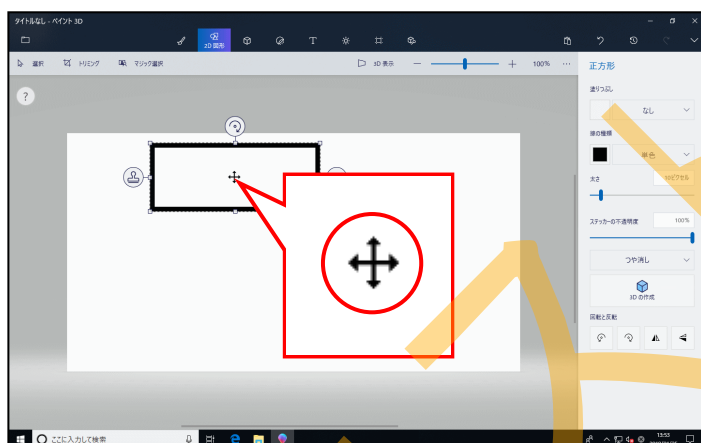 タイトルなし - ペイント 3D
2D 図形
T
選択
トリミング
マジック選択
3D 表示
100%
正方形
?
塗りつぶし
なし
線の種類
単色
太さ
ステッカーの不透明度
100%
つや消し
3D の作成
回転と反転
ここに入力して検索
13:53